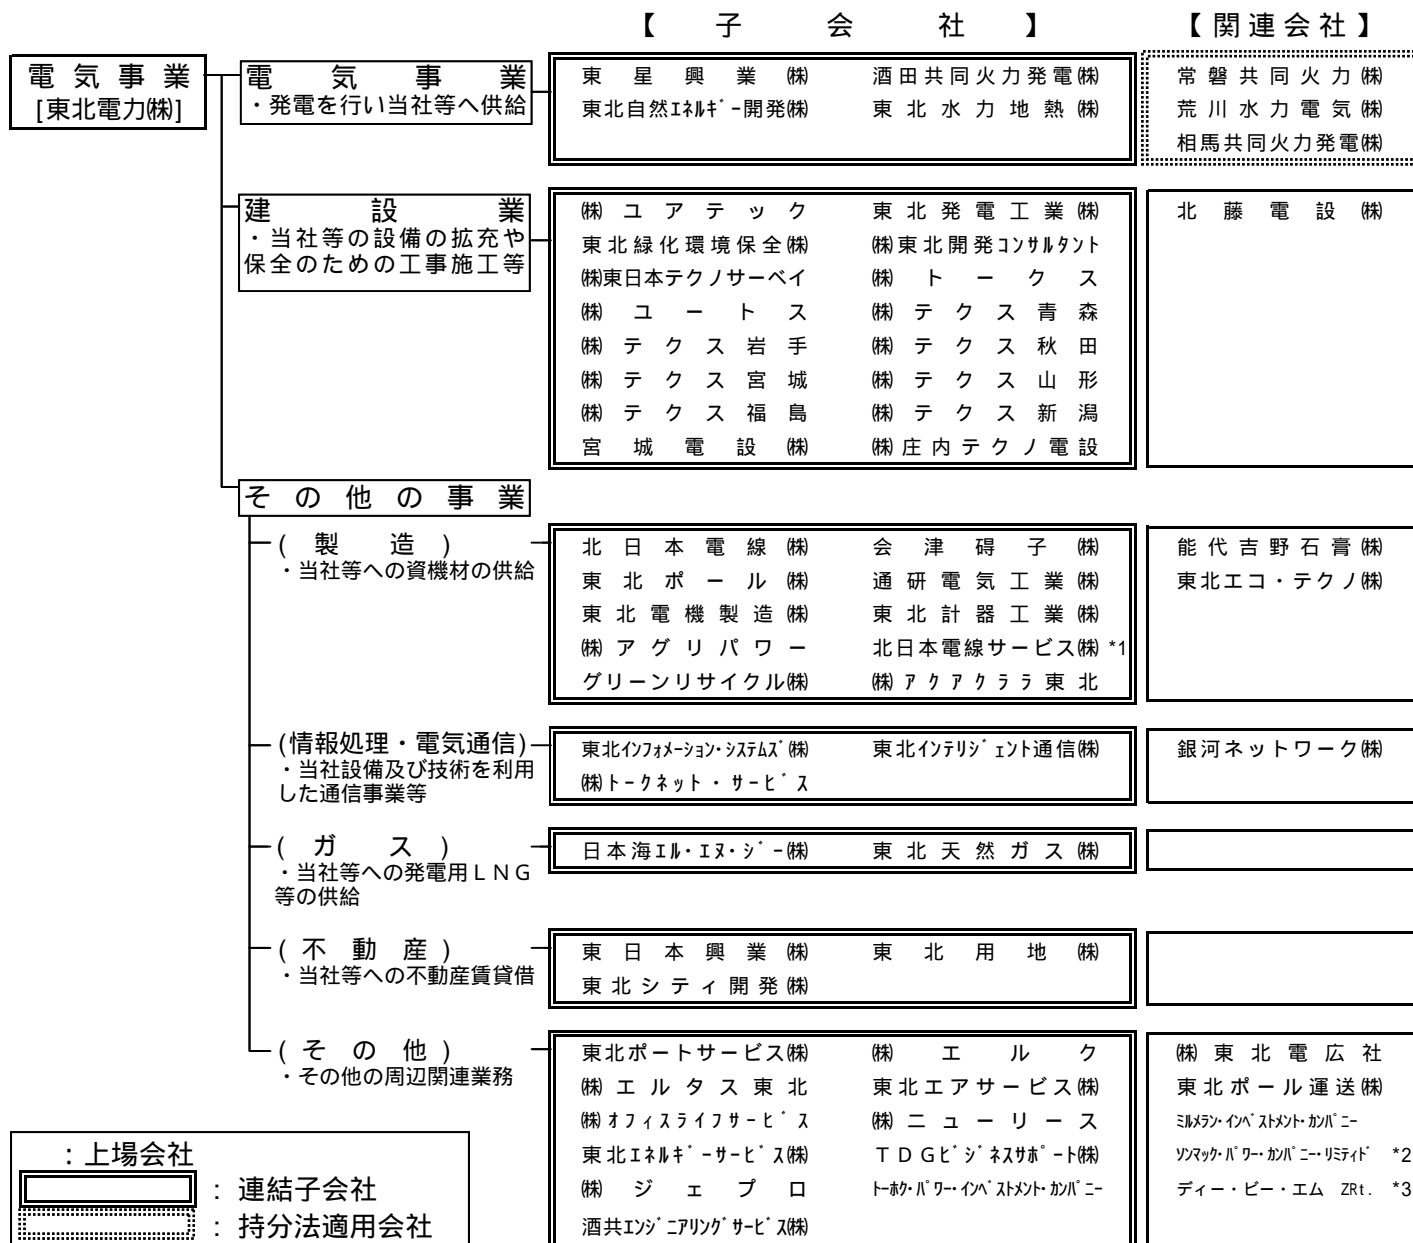 【 子 会 社 】 【関連会社】
電気事業
[東北電力㈱]
電気事業
・発電を行い当社等へ供給
東星興業㈱ 酒田共同火力発電㈱
東北自然ｴﾈﾙｷﾞｰ開発㈱ 東北水力地熱㈱
常磐共同火力㈱
荒川水力電気㈱
相馬共同火力発電㈱
建設業
・当社等の設備の拡充や
保全のための工事施工等
㈱ユアテック 東北発電工業㈱
東北緑化環境保全㈱ ㈱東北開発ｺﾝｻﾙﾀﾝﾄ
㈱東日本テクノサーベイ ㈱トークス
㈱ユートス ㈱テクス青森
㈱テクス岩手 ㈱テクス秋田
㈱テクス宮城 ㈱テクス山形
㈱テクス福島 ㈱テクス新潟
宮城電設㈱ ㈱庄内テクノ電設
北藤電設㈱
その他の事業
(製造)
・当社等への資機材の供給
北日本電線㈱ 会津碍子㈱
東北ポール㈱ 通研電気工業㈱
東北電機製造㈱ 東北計器工業㈱
㈱アグリパワー 北日本電線サービス㈱ *1
グリーンリサイクル㈱ ㈱ｱｸｱｸﾗﾗ東北
能代吉野石膏㈱
東北エコ・テクノ㈱
(情報処理・電気通信)
・当社設備及び技術を利用
した通信事業等
東北ｲﾝﾌｫﾒｰｼｮﾝ･ｼｽﾃﾑｽﾞ㈱ 東北ｲﾝﾃﾘｼﾞｪﾝﾄ通信㈱
㈱ﾄｰｸﾈｯﾄ・ｻｰﾋﾞｽ
銀河ネットワーク㈱
(ガス)
・当社等への発電用ＬＮＧ
等の供給
日本海ｴﾙ･ｴﾇ･ｼﾞｰ㈱ 東北天然ガス㈱
(不動産)
・当社等への不動産賃貸借
東日本興業㈱ 東北用地㈱
東北シティ開発㈱
(その他)
・その他の周辺関連業務
東北ポートサービス㈱ ㈱エルク
㈱エルタス東北 東北エアサービス㈱
㈱ｵﾌｨｽﾗｲﾌｻｰﾋﾞｽ ㈱ニューリース
東北ｴﾈﾙｷﾞｰｻｰﾋﾞｽ㈱ ＴＤＧﾋﾞｼﾞﾈｽｻﾎﾟｰﾄ㈱
㈱ジェプロ ﾄｰﾎｸ･ﾊﾟﾜｰ･ｲﾝﾍﾞｽﾄﾒﾝﾄ･ｶﾝﾊﾟﾆｰ
酒共ｴﾝｼﾞﾆｱﾘﾝｸﾞｻｰﾋﾞｽ㈱
㈱東北電広社
東北ポール運送㈱
ﾐﾙﾒﾗﾝ･ｲﾝﾍﾞｽﾄﾒﾝﾄ･ｶﾝﾊﾟﾆｰ
ｿﾝﾏｯｸ･ﾊﾟﾜｰ･ｶﾝﾊﾟﾆｰ･ﾘﾐﾃｨﾄﾞ *2
ディー・ビー・エム ZRt. *3
：上場会社
：連結子会社
：持分法適用会社